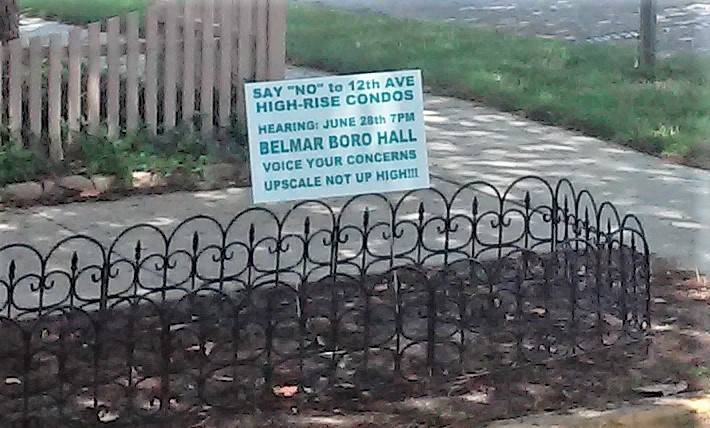 SAY "NO" to 12th AVE
HIGH-RISE CONDOS
HEARING: JUNE 28th 7PM
BELMAR BORO HALL
VOICE YOUR CONCERNS
UPSCALE NOT UP HIGH!!!